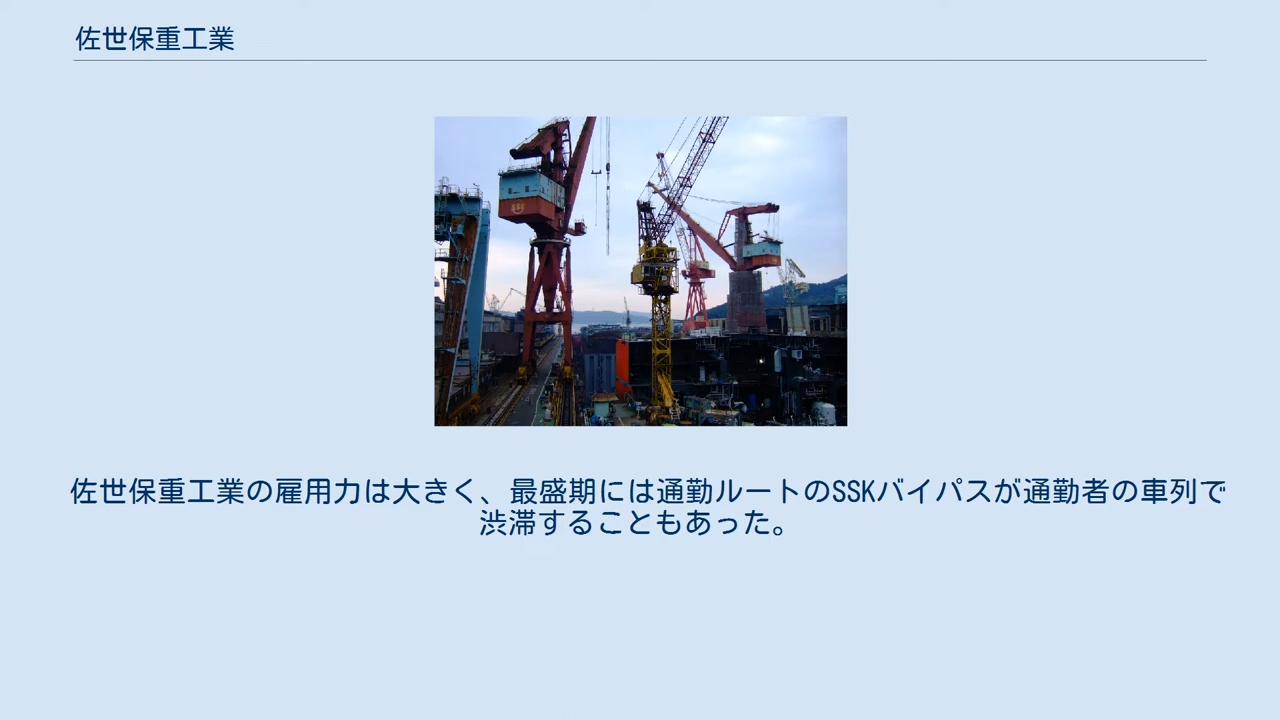 佐世保重工業
佐世保重工業の雇用力は大きく、最盛期には通勤ルートのSSKバイパスが通勤者の車列で
渋滞することもあった。